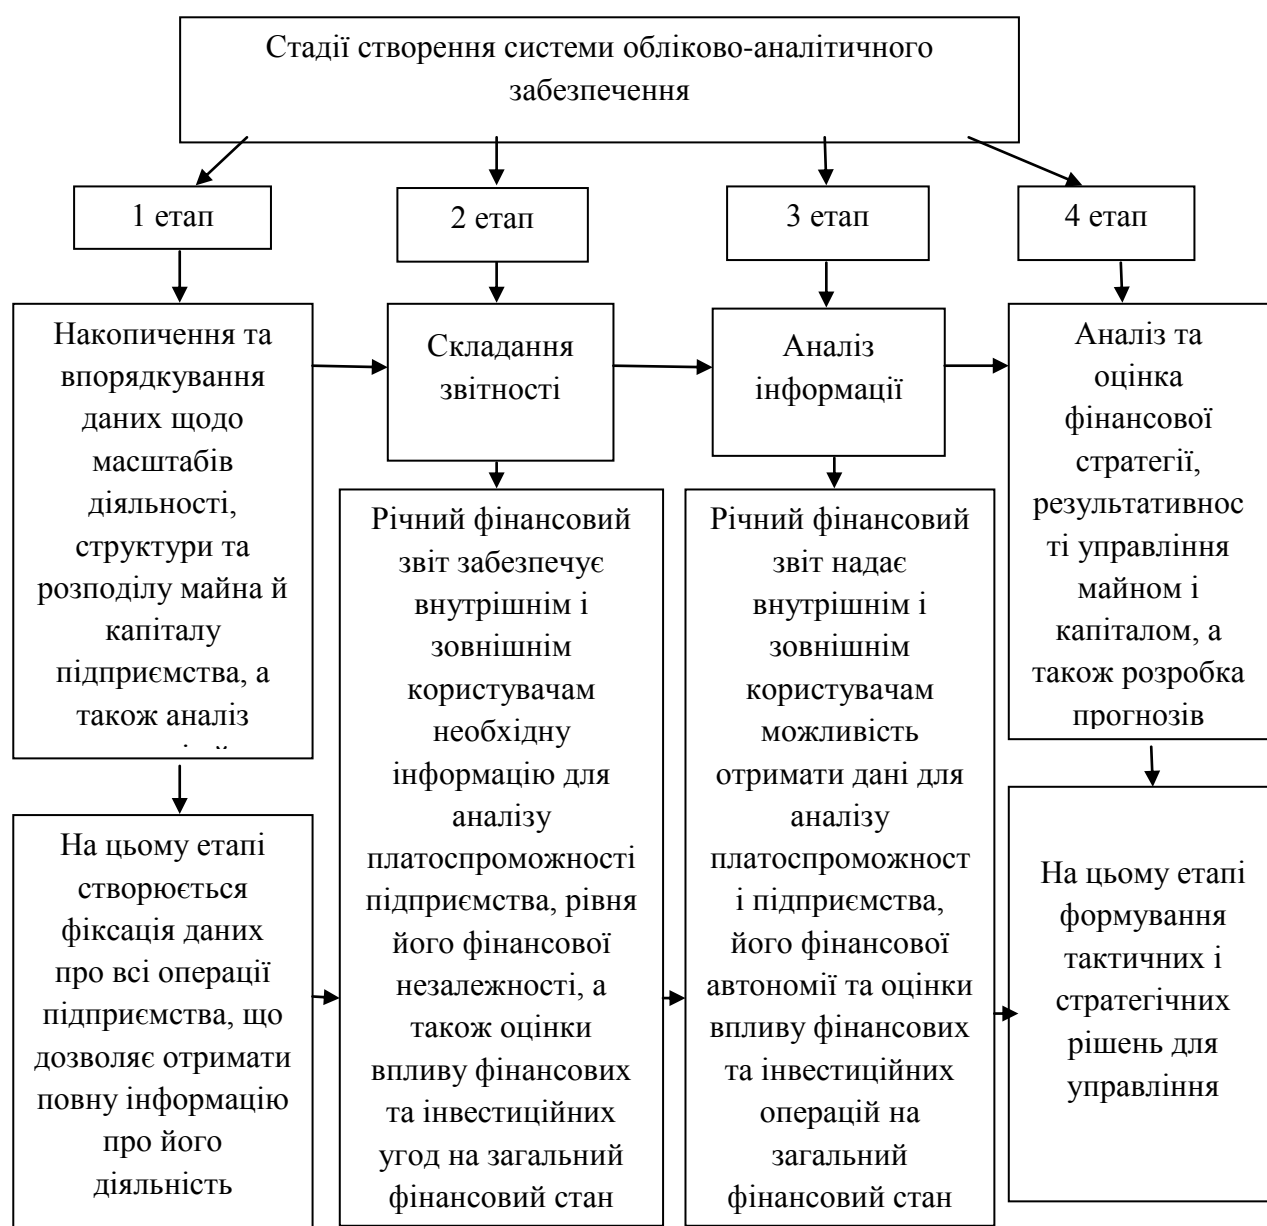 Стадії створення системи обліково-аналітичного
забезпечення
1 етап
2 етап
3 етап
4 етап
Накопичення та
впорядкування
даних щодо
масштабів
діяльності,
структури та
розподілу майна й
капіталу
підприємства, а
також аналіз
Складання
звітності
Аналіз
інформації
Аналіз та
оцінка
фінансової
стратегії,
результативнос
ті управління
майном і
капіталом, а
також розробка
прогнозів
На цьому етапі
створюється
фіксація даних
про всі операції
підприємства, що
дозволяє отримати
повну інформацію
про його
діяльність
Річний фінансовий
звіт забезпечує
внутрішнім і
зовнішнім
користувачам
необхідну
інформацію для
аналізу
платоспроможності
підприємства, рівня
його фінансової
незалежності, а
також оцінки
впливу фінансових
та інвестиційних
угод на загальний
фінансовий стан
Річний фінансовий
звіт надає
внутрішнім і
зовнішнім
користувачам
можливість
отримати дані для
аналізу
платоспроможност
і підприємства,
його фінансової
автономії та оцінки
впливу фінансових
та інвестиційних
операцій на
загальний
фінансовий стан
На цьому етапі
формування
тактичних і
стратегічних
рішень для
управління